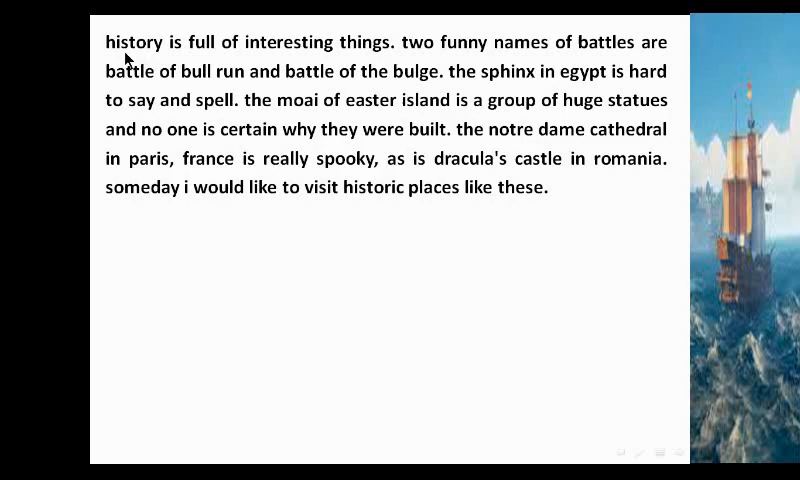 history is full of interesting things. two funny names of battles are
battle of bull run and battle of the bulge. the sphinx in egypt is hard
to say and spell. the moai of easter island is a group of huge statues
and no one is certain why they were built. the notre dame cathedral
in paris, france is really spooky, as is dracula's castle in romania.
someday i would like to visit historic places like these.